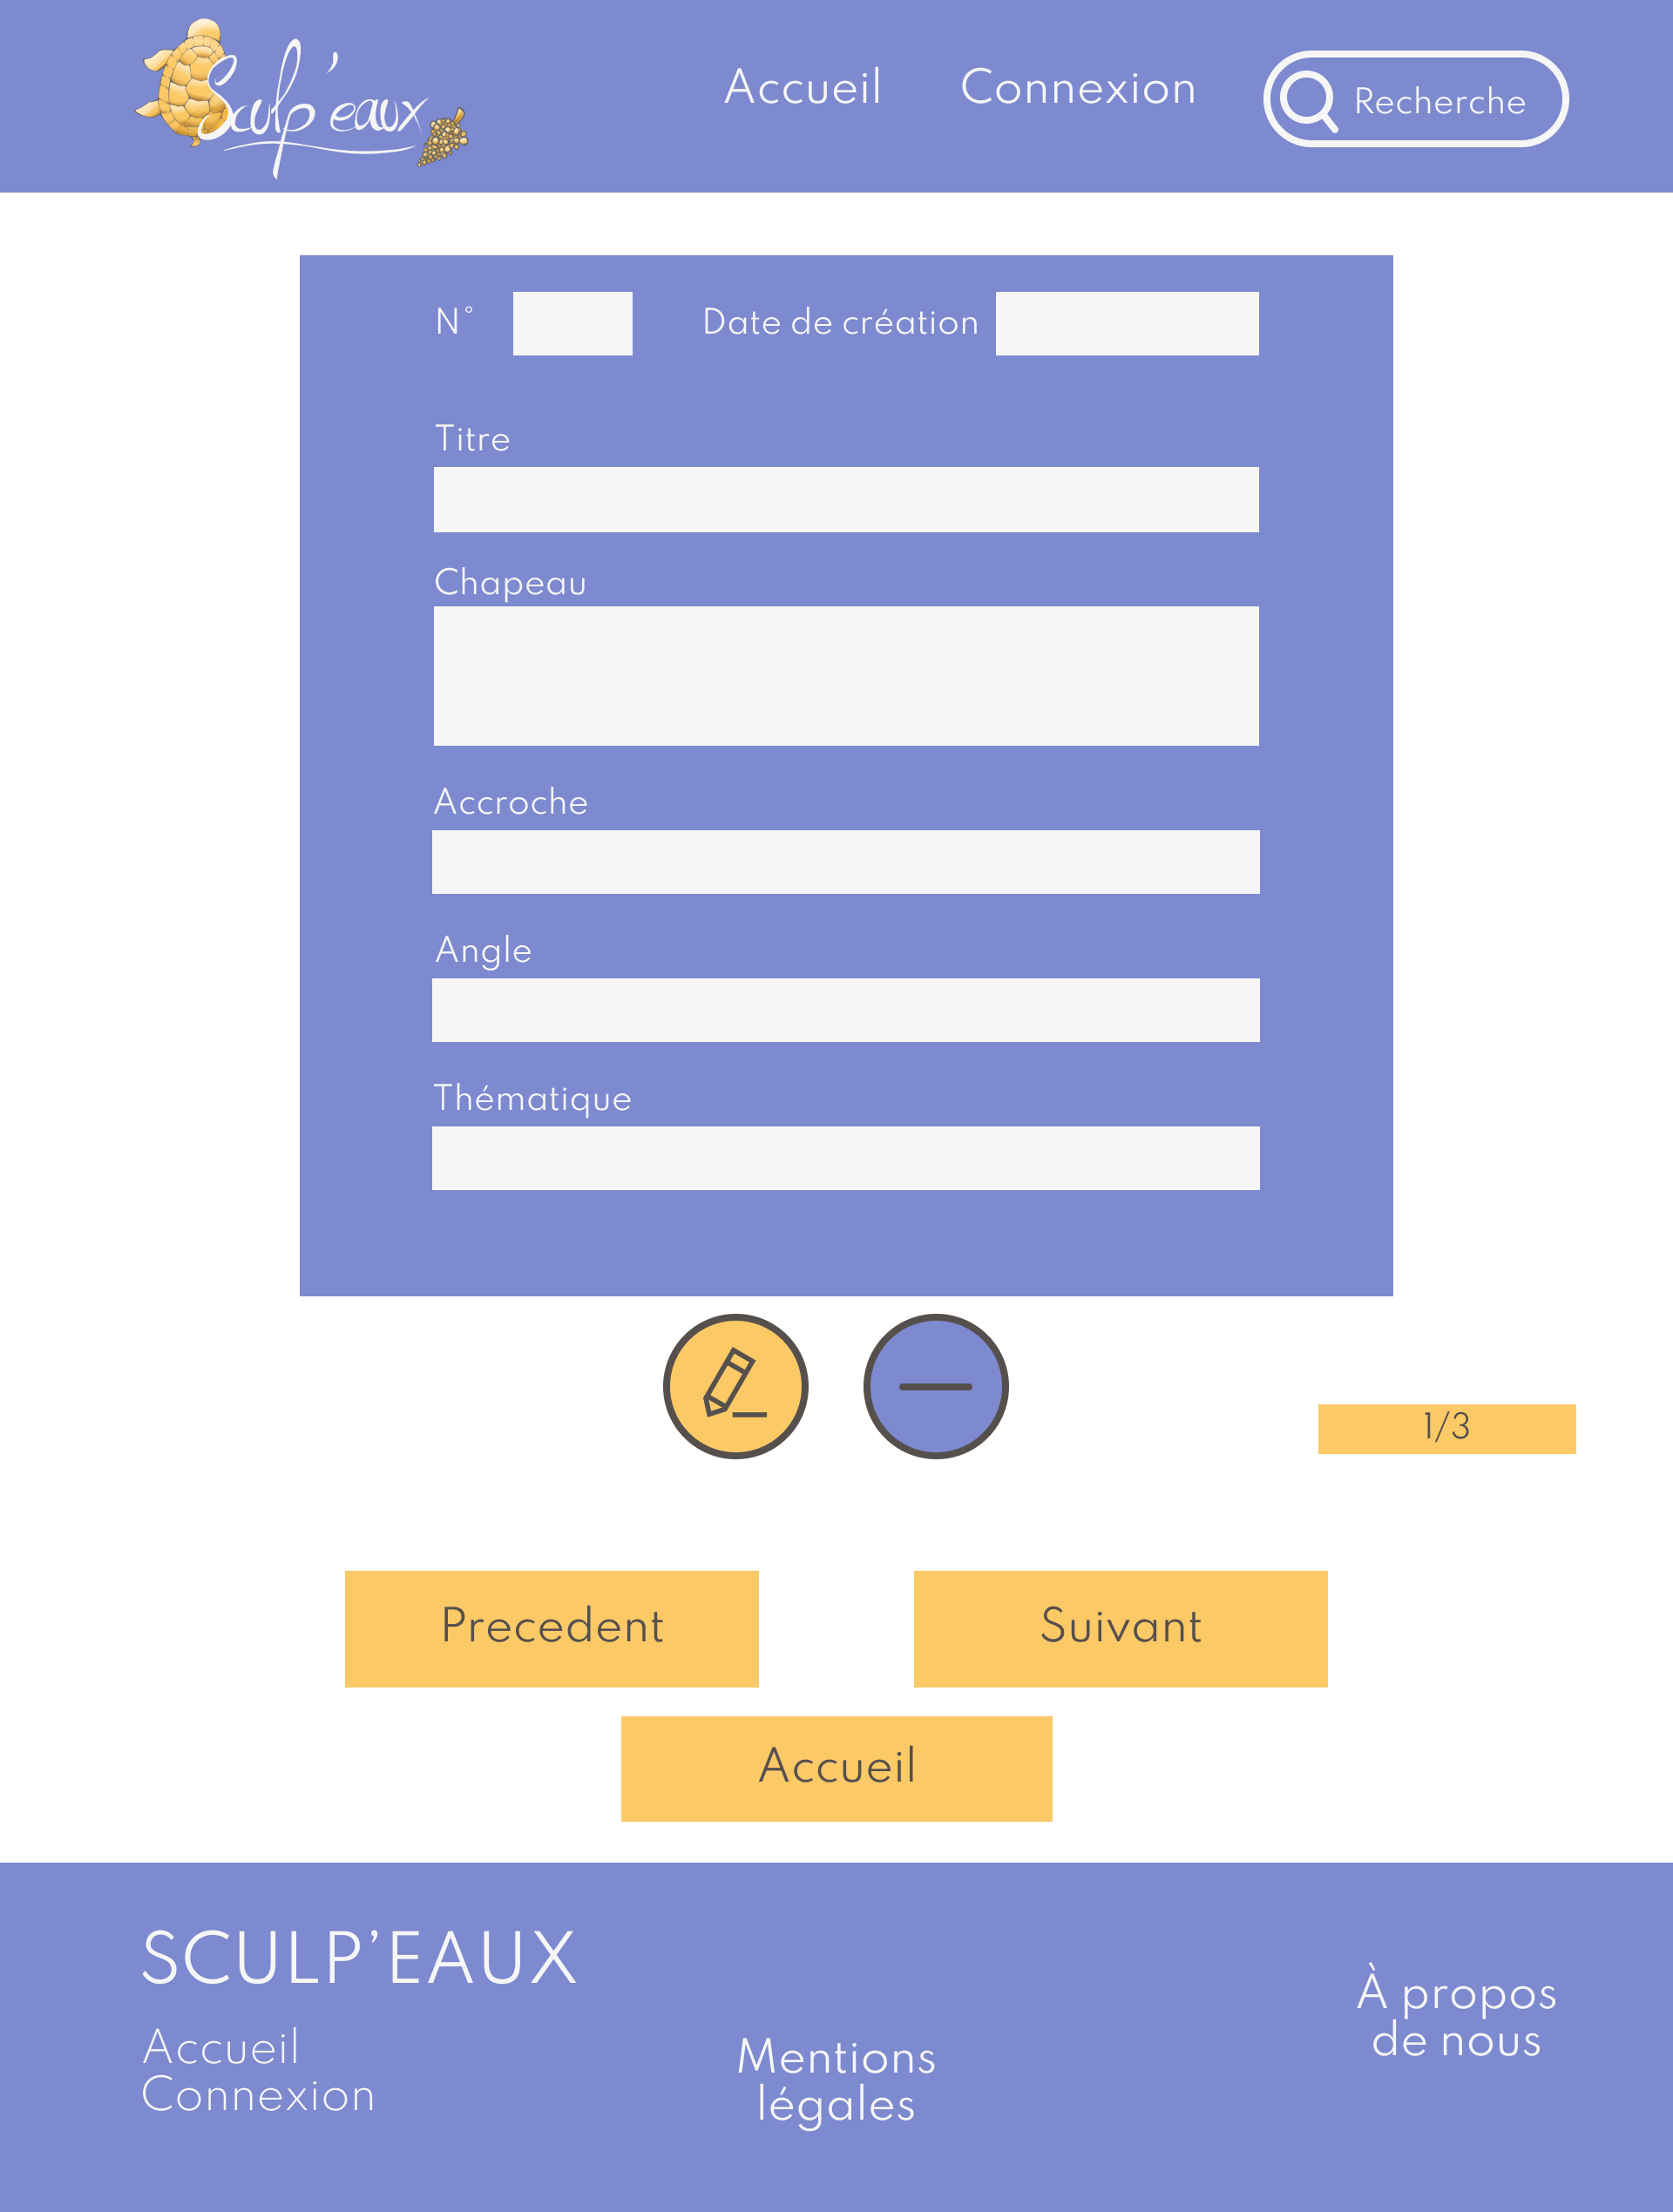 Sculp'eaux
Accueil Connexion Recherche
N° Date de création
Titre
Chapeau
Accroche
Angle
Thématique
1/3
Precedent Suivant
Accueil
SCULP’EAUX
Accueil
Connexion
Mentions
légales
À propos
de nous